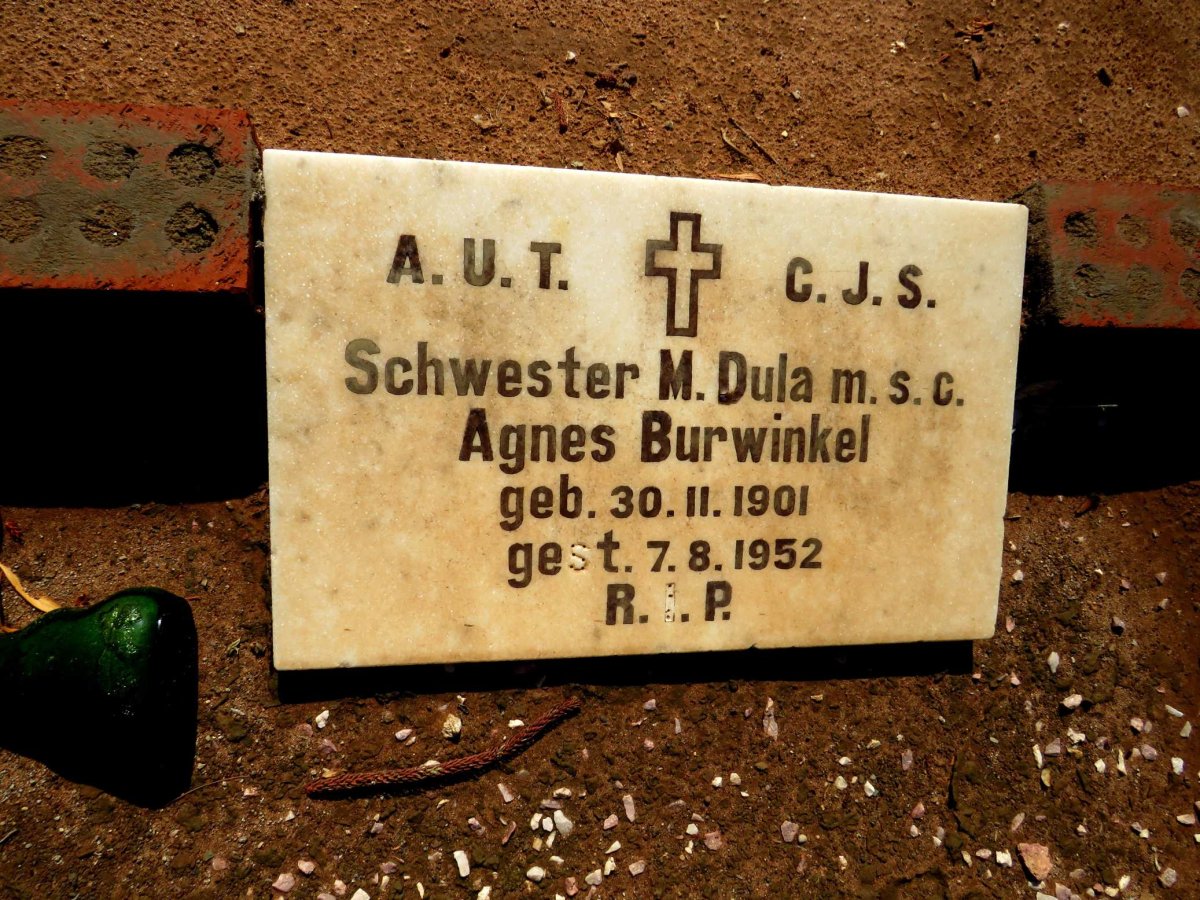 A. U. T. C. J. S.
Schwester M. Dula m. s. c.
Agnes Burwinkel
geb. 30. 11. 1901
gest. 7. 8. 1952
R. I. P.